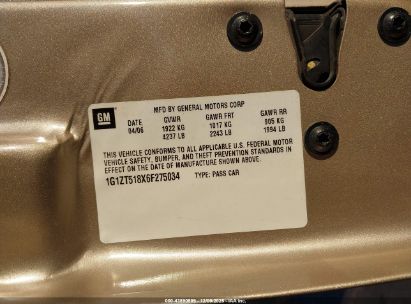 GM
MFD BY GENERAL MOTORS CORP
DATE GVWR GAWR FRT GAWR RR
04/06 1922 KG 1017 KG 905 KG
4237 LB 2243 LB 1994 LB
THIS VEHICLE CONFORMS TO ALL APPLICABLE U.S. FEDERAL MOTOR
VEHICLE SAFETY, BUMPER, AND THEFT PREVENTION STANDARDS IN
EFFECT ON THE DATE OF MANUFACTURE SHOWN ABOVE.
1G1ZT518X6F275034 TYPE: PASS CAR